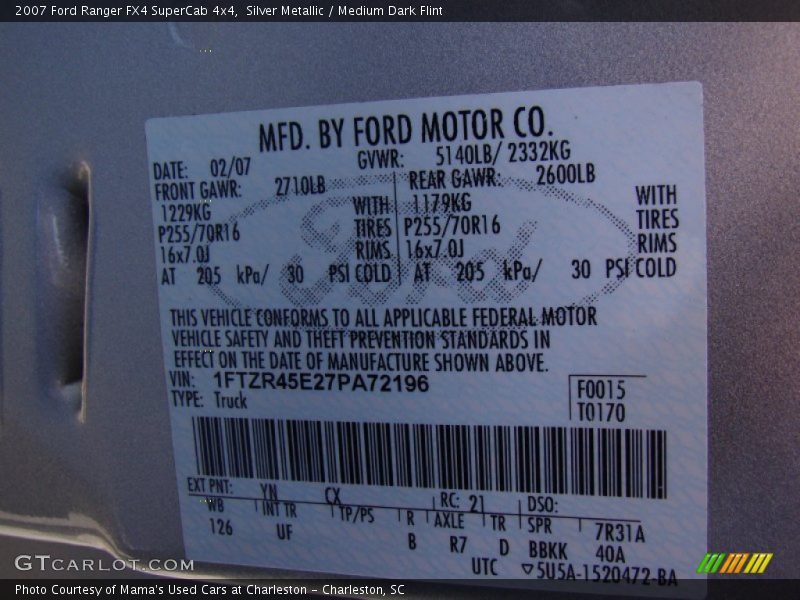 2007 Ford Ranger FX4 SuperCab 4x4,  Silver Metallic / Medium Dark Flint
MFD. BY FORD MOTOR CO.
DATE: 02/07 GVWR: 5140LB/ 2332KG
FRONT GAWR: 2710LB REAR GAWR: 2600LB
1229KG WITH 1179KG WITH
P255/70R16 TIRES P255/70R16 TIRES
16x7.0J RIMS 16x7.0J RIMS
AT 205 kPa/ 30 PSI COLD AT 205 kPa/ 30 PSI COLD
THIS VEHICLE CONFORMS TO ALL APPLICABLE FEDERAL MOTOR
VEHICLE SAFETY AND THEFT PREVENTION STANDARDS IN
EFFECT ON THE DATE OF MANUFACTURE SHOWN ABOVE.
VIN: 1FTZR45E27PA72196
TYPE: Truck
F0015
T0170
EXT PNT: YN CX RC: 21 DSO:
WB INT TR TP/PS R AXLE TR SPR 7R31A
126 UF B R7 D BBKK 40A
UTC ▽5U5A-1520472-BA
Ford
GTCARLOT.COM
Photo Courtesy of Mama's Used Cars at Charleston - Charleston, SC